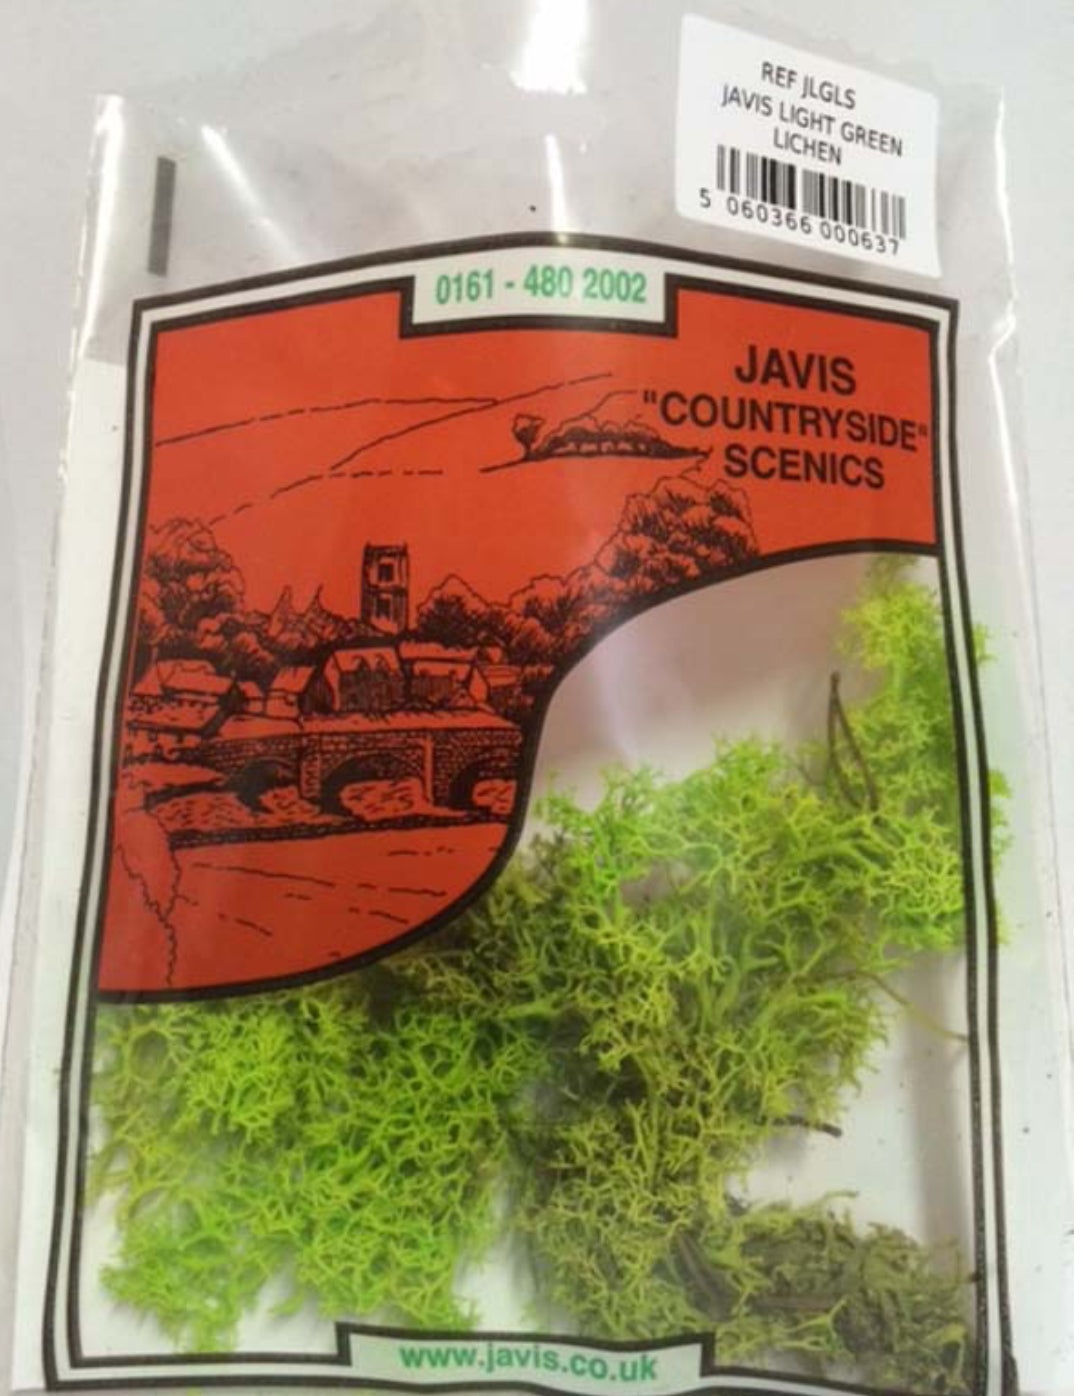 REF JLGLS
JAVIS LIGHT GREEN
LICHEN
5 060366 000637
0161 - 480 2002
JAVIS
"COUNTRYSIDE"
SCENICS
www.javis.co.uk